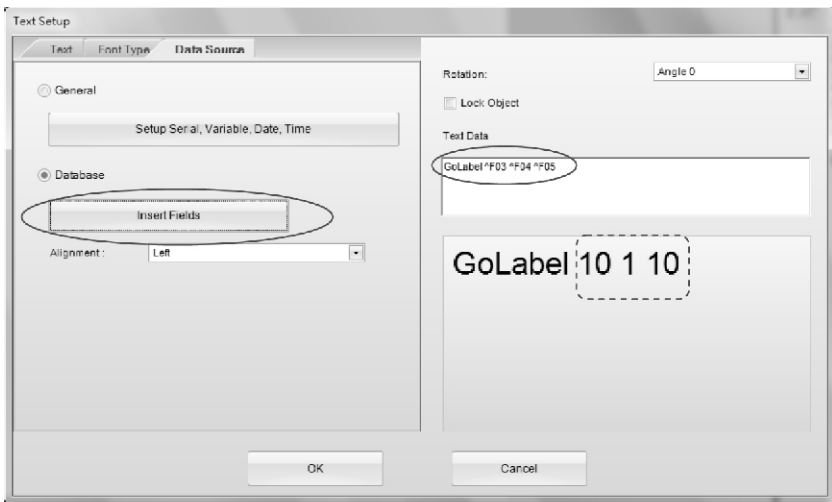 Text Setup
Text Font Type Data Source
General
Setup Serial, Variable, Date, Time
Database
Insert Fields
Alignment : Left
Rotation: Angle 0
Lock Object
Text Data
GoLabel ^F03 ^F04 ^F05
GoLabel 10 1 10
OK Cancel